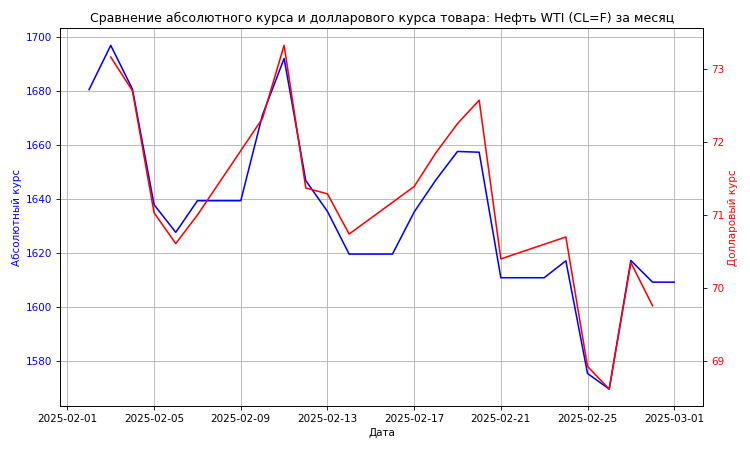 Сравнение абсолютного курса и долларового курса товара: Нефть WTI (CL=F) за месяц
1700
1680
1660
1640
1620
1600
1580
Абсолютный курс
73
72
71
70
69
Долларовый курс
2025-02-01 2025-02-05 2025-02-09 2025-02-13 2025-02-17 2025-02-21 2025-02-25 2025-03-01
Дата